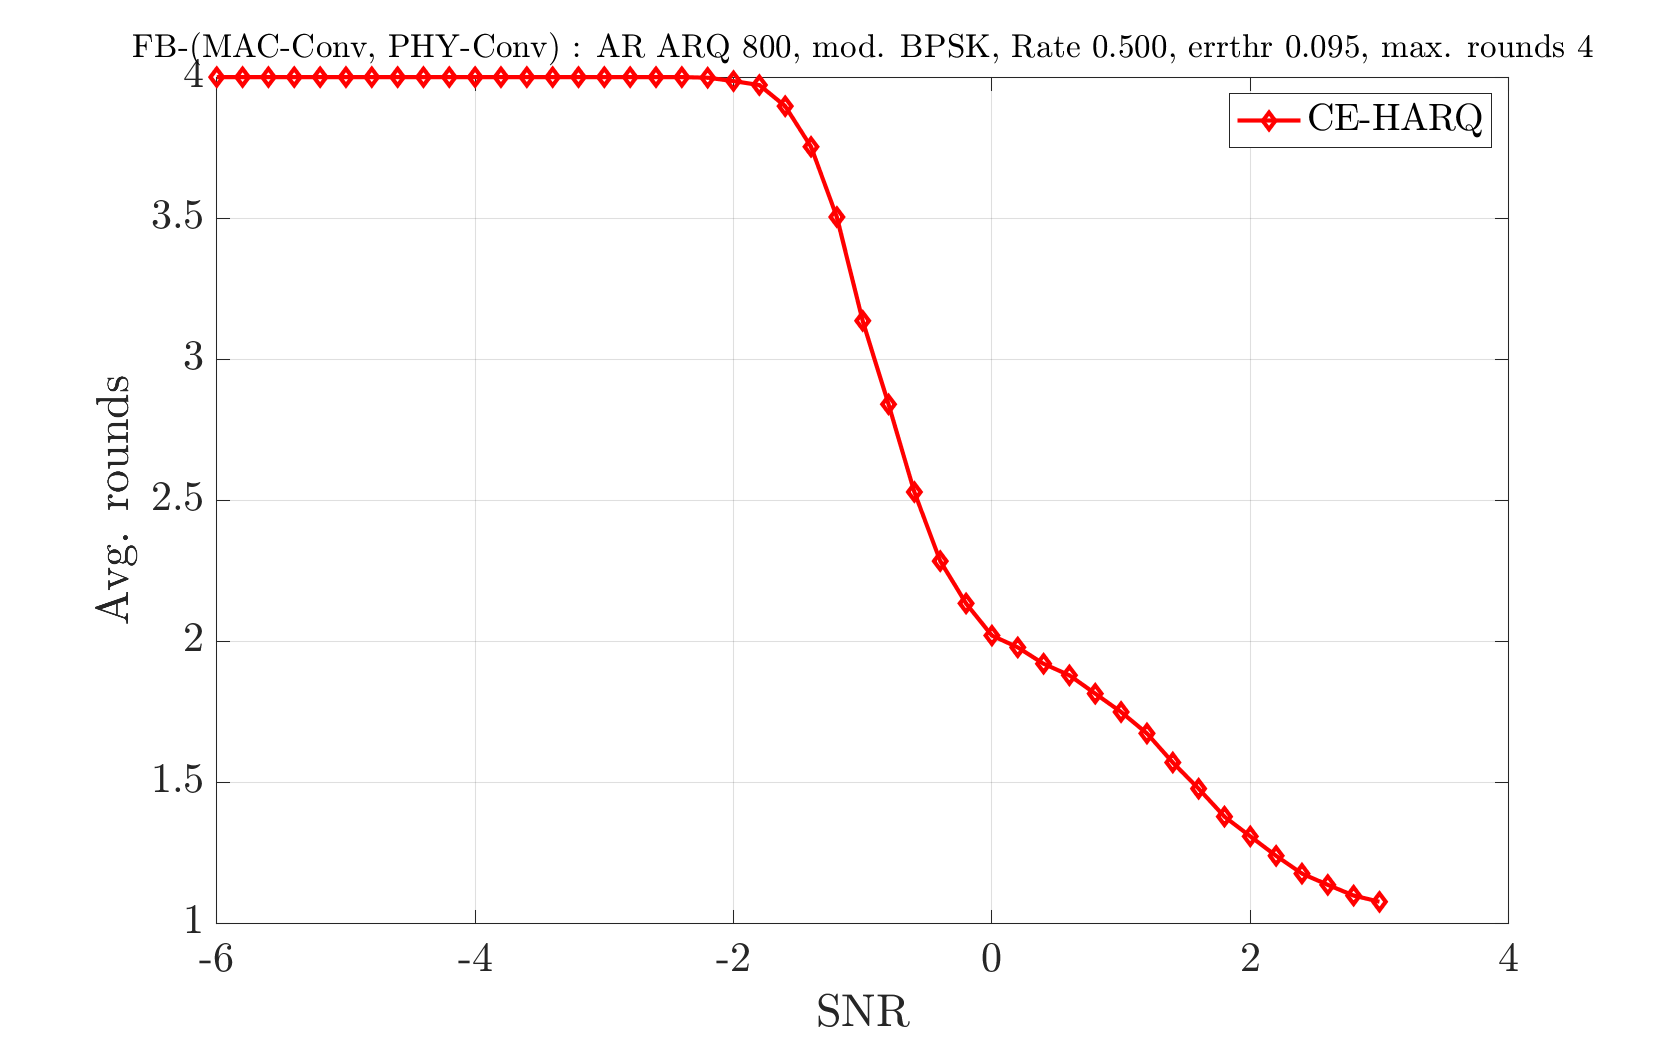 FB-(MAC-Conv, PHY-Conv) : AR ARQ 800, mod. BPSK, Rate 0.500, errthr 0.095, max. rounds 4
CE-HARQ
4
3.5
3
2.5
2
1.5
1
Avg. rounds
-6 -4 -2 0 2 4
SNR